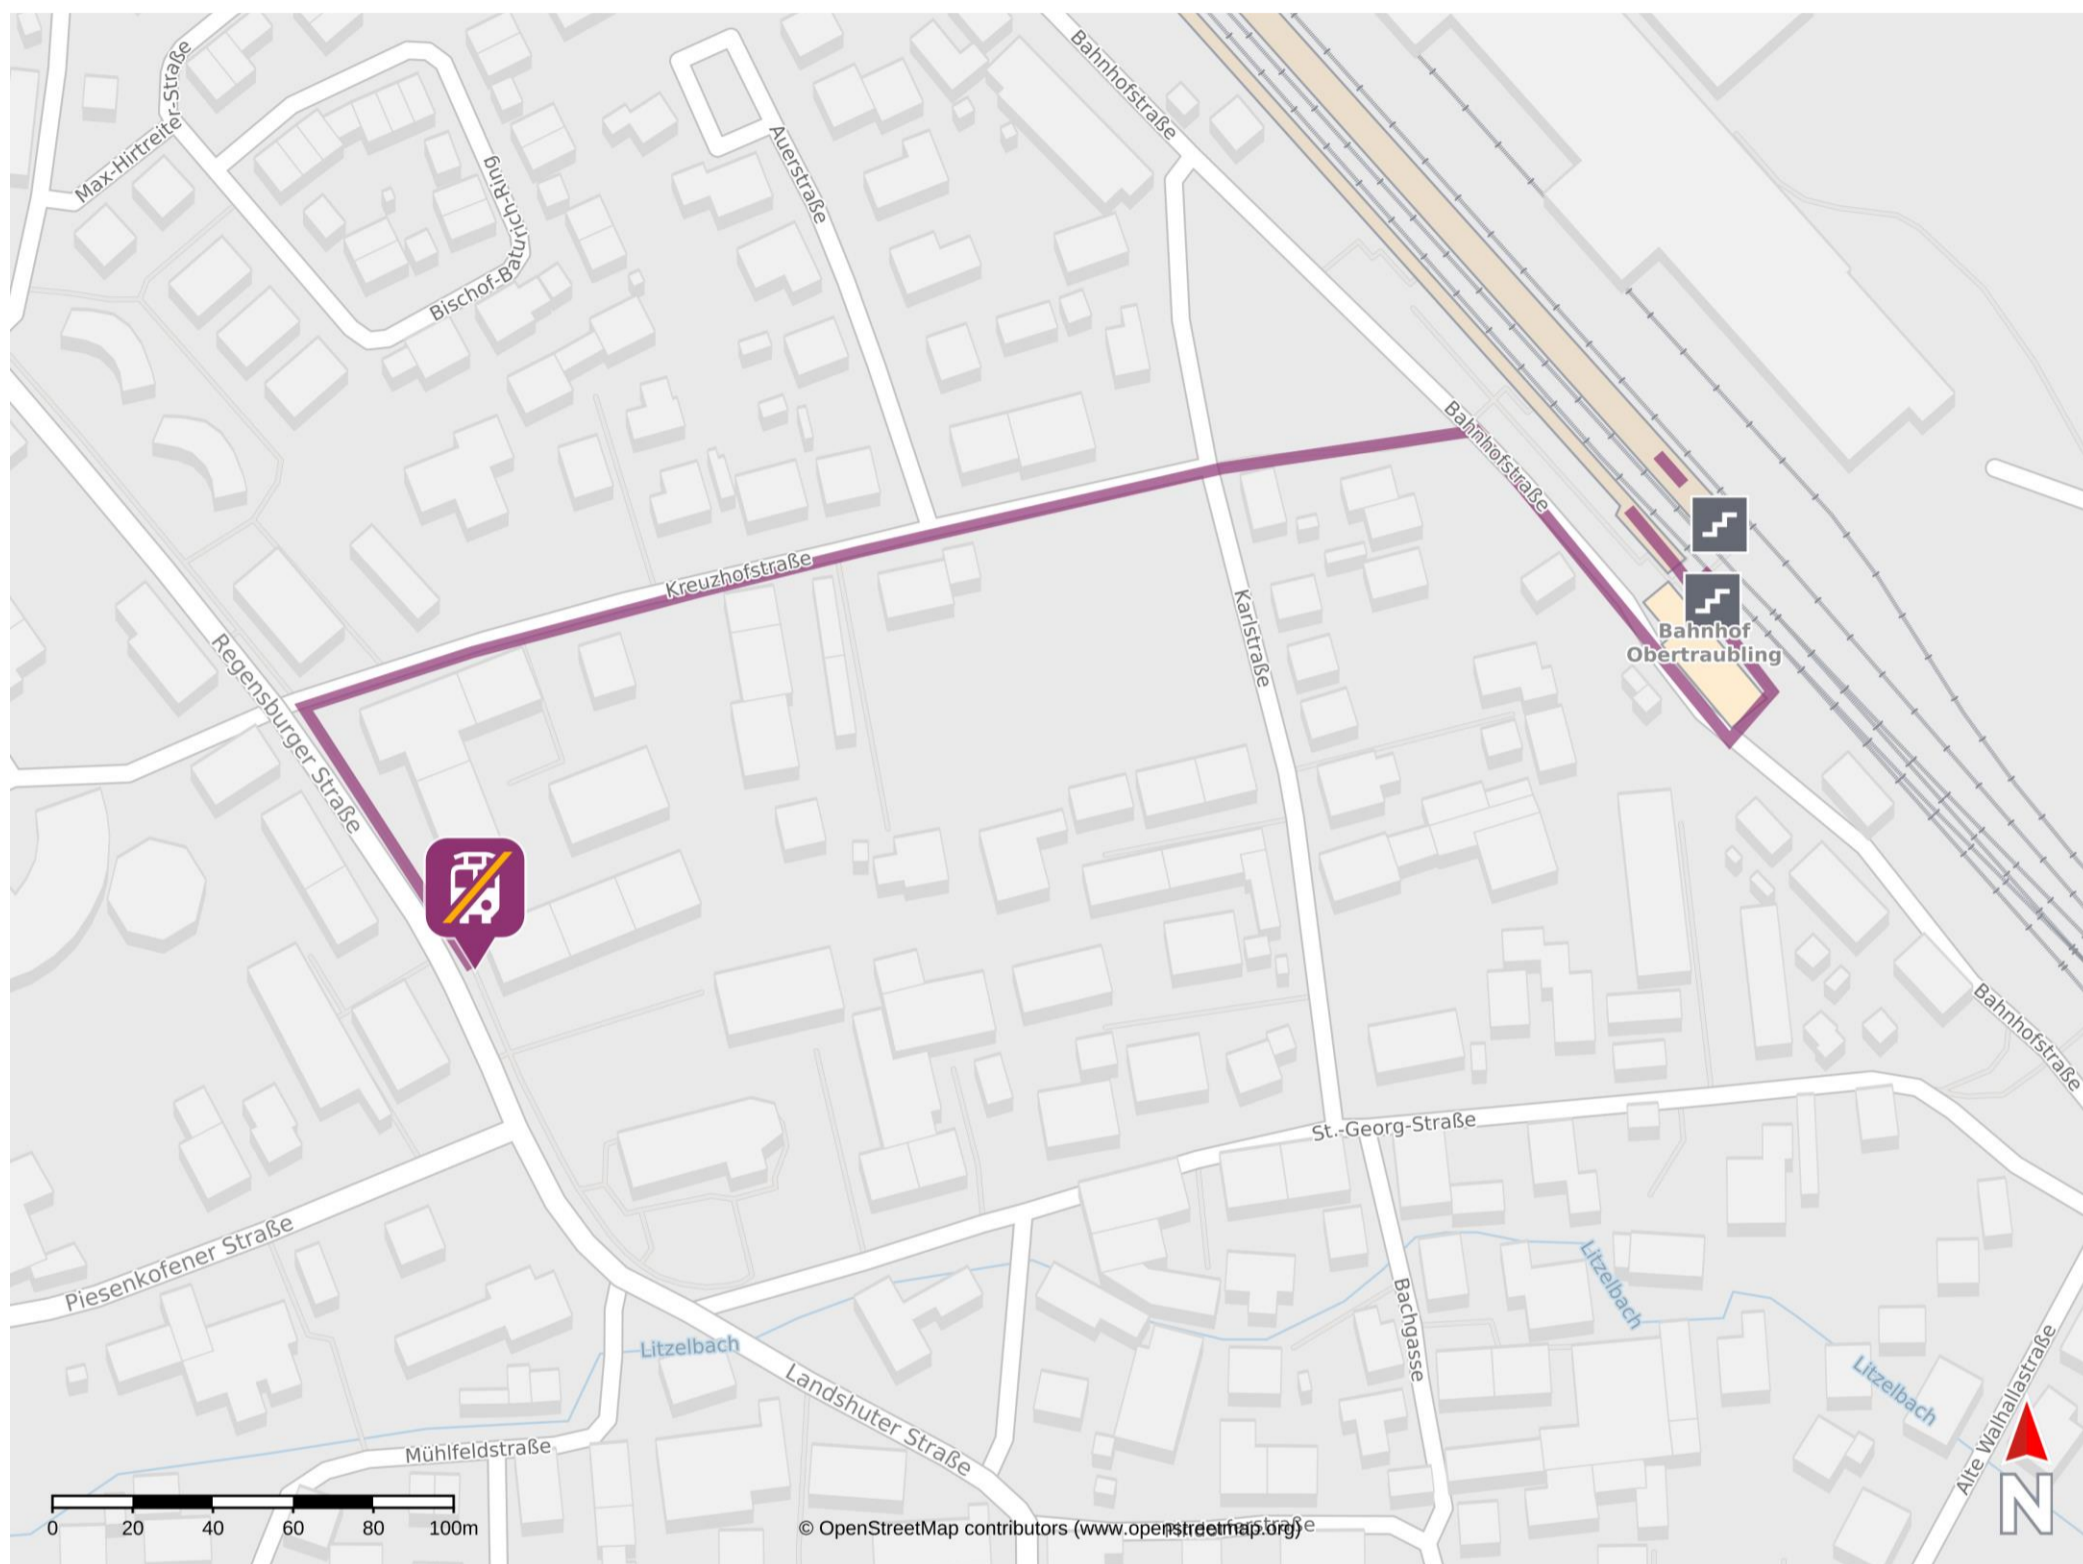 Max-Hirtreiter-Straße
Bischof-Baturich-Ring
Auerstraße
Bahnhofstraße
Bahnhofstraße
Kreuzhofstraße
Karlstraße
Bahnhof
Obertraubling
Regensburger Straße
Bahnhofstraße
St.-Georg-Straße
Piesenkofener Straße
Litzelbach
Litzelbach
Litzelbach
Bachgasse
Landshuter Straße
Mühlfeldstraße
Alte Walhallastraße
N
0 20 40 60 80 100m
© OpenStreetMap contributors (www.openstreetmap.org)